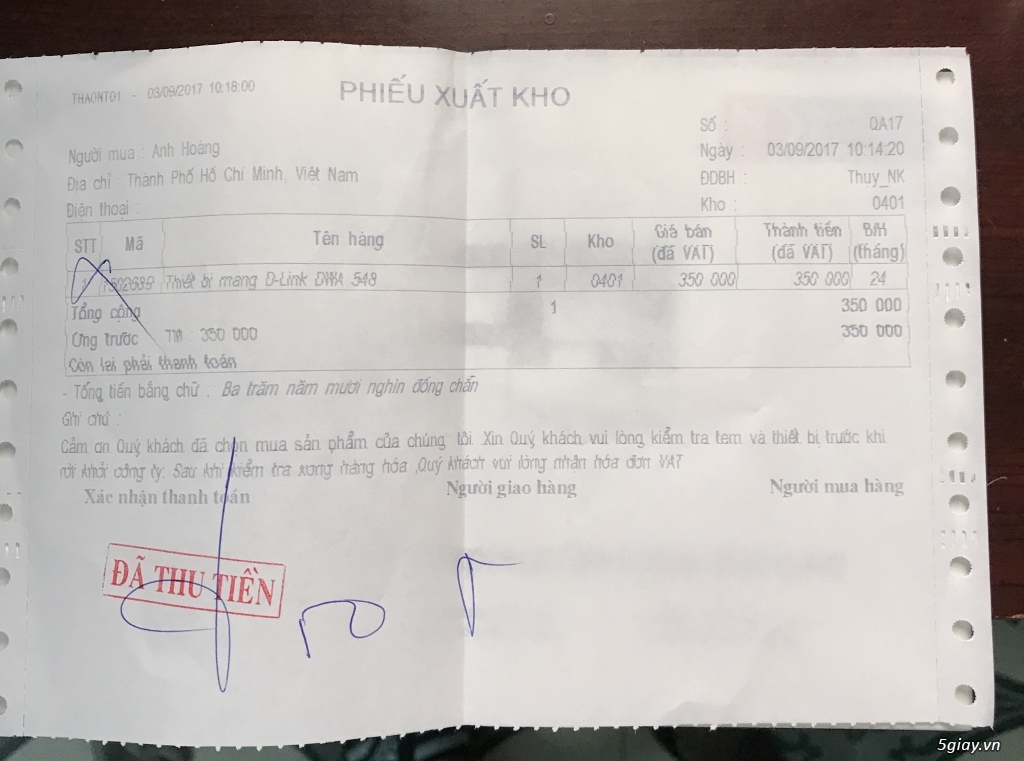 THAONT01 - 03/09/2017 10:18:00
PHIẾU XUẤT KHO
Số : QA17
Người mua : Anh Hoàng
Ngày : 03/09/2017 10:14:20
Địa chỉ : Thành Phố Hồ Chí Minh, Việt Nam
ĐDBH : Thuy_NK
Điện thoại :
Kho : 0401
STT Mã Tên hàng SL Kho Giá bán (đã VAT) Thành tiền (đã VAT) B/H (tháng)
Thiết bị mạng D-Link DWA 548 1 0401 350 000 350 000 24
Tổng cộng 1 350 000
Ứng trước TM : 350 000 350 000
Còn lại phải thanh toán
- Tổng tiền bằng chữ : Ba trăm năm mươi nghìn đồng chẵn
Ghi chú :
Cảm ơn Quý khách đã chọn mua sản phẩm của chúng tôi. Xin Quý khách vui lòng kiểm tra tem và thiết bị trước khi
rời khỏi công ty. Sau khi kiểm tra xong hàng hóa ,Quý khách vui lòng nhận hóa đơn VAT
Xác nhận thanh toán Người giao hàng Người mua hàng
ĐÃ THU TIỀN
5giay.vn